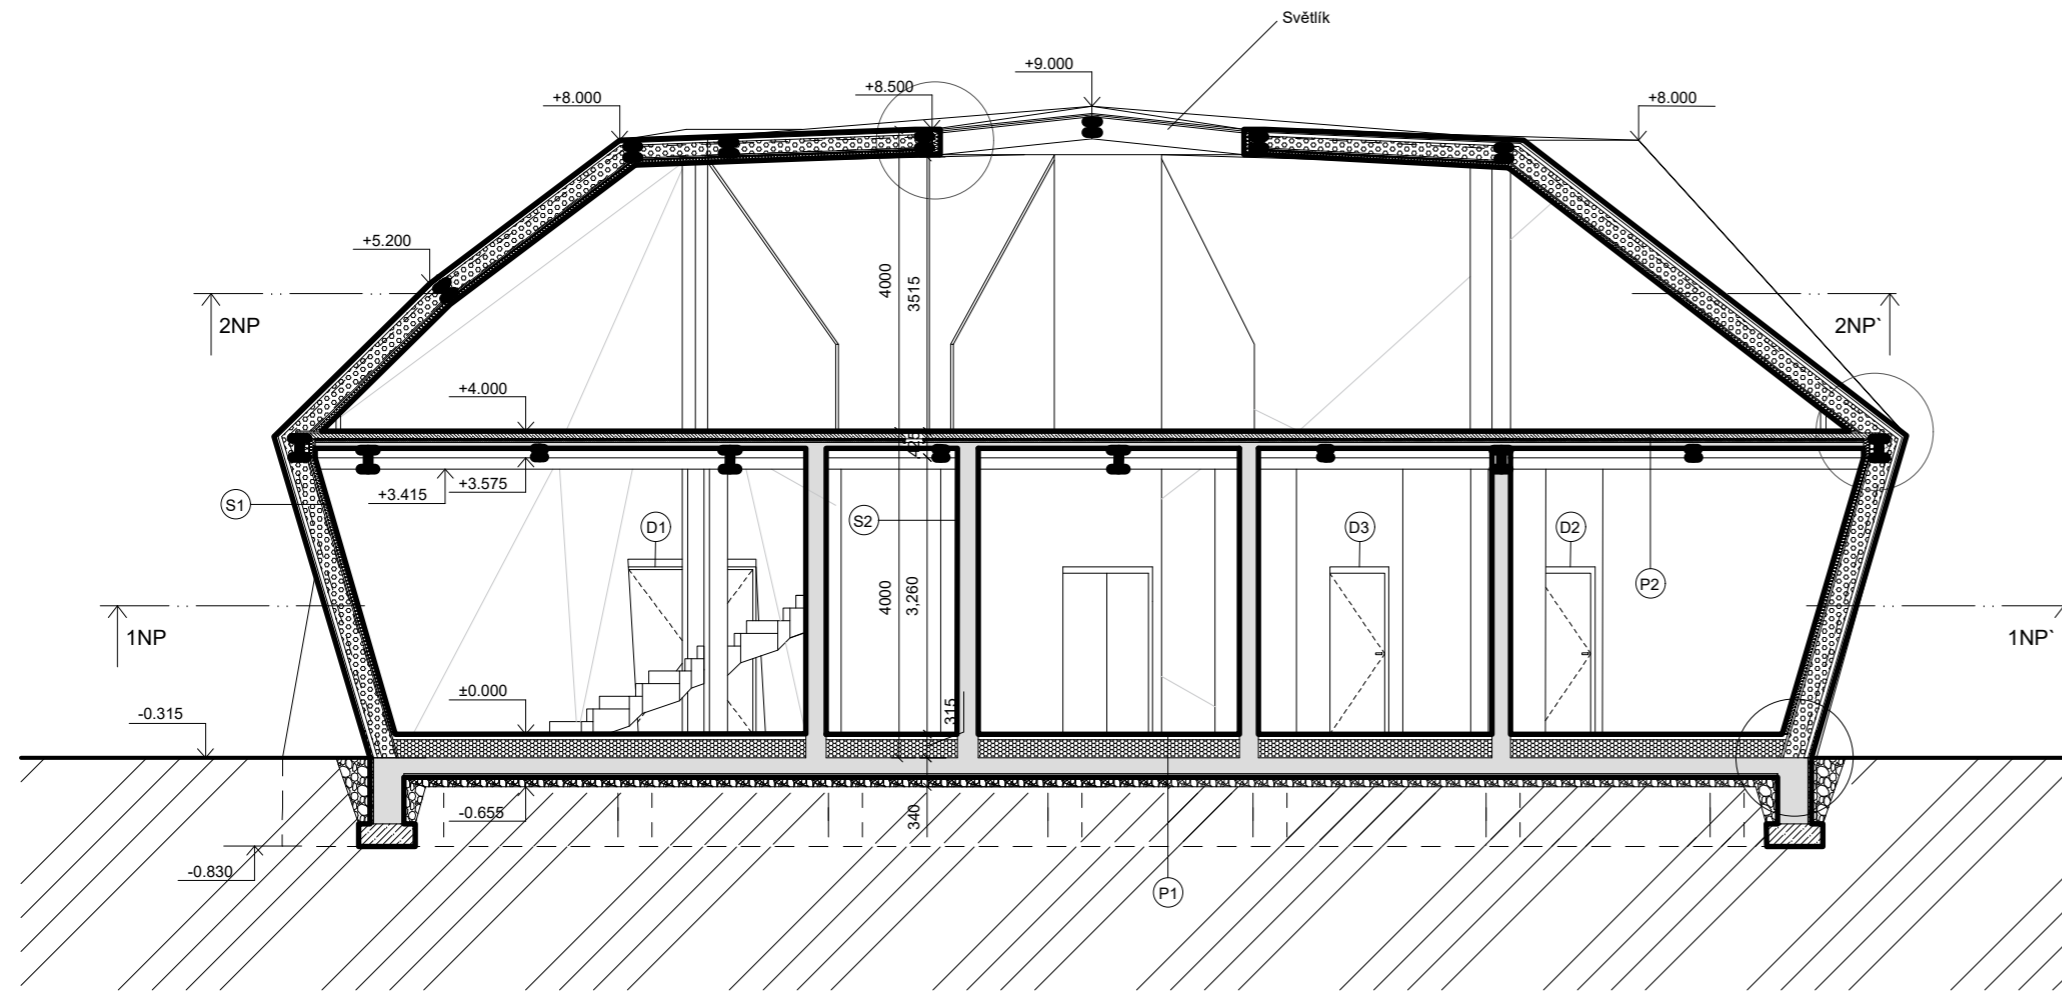 Světlík
+9.000
+8.500
+8.000
+8.000
+5.200
2NP
2NP`
4000
3515
+4.000
425
+3.575
+3.415
S1
S2
D1
D3
D2
P2
4000
3,260
1NP
1NP`
±0.000
315
-0.315
-0.655
340
-0.830
P1